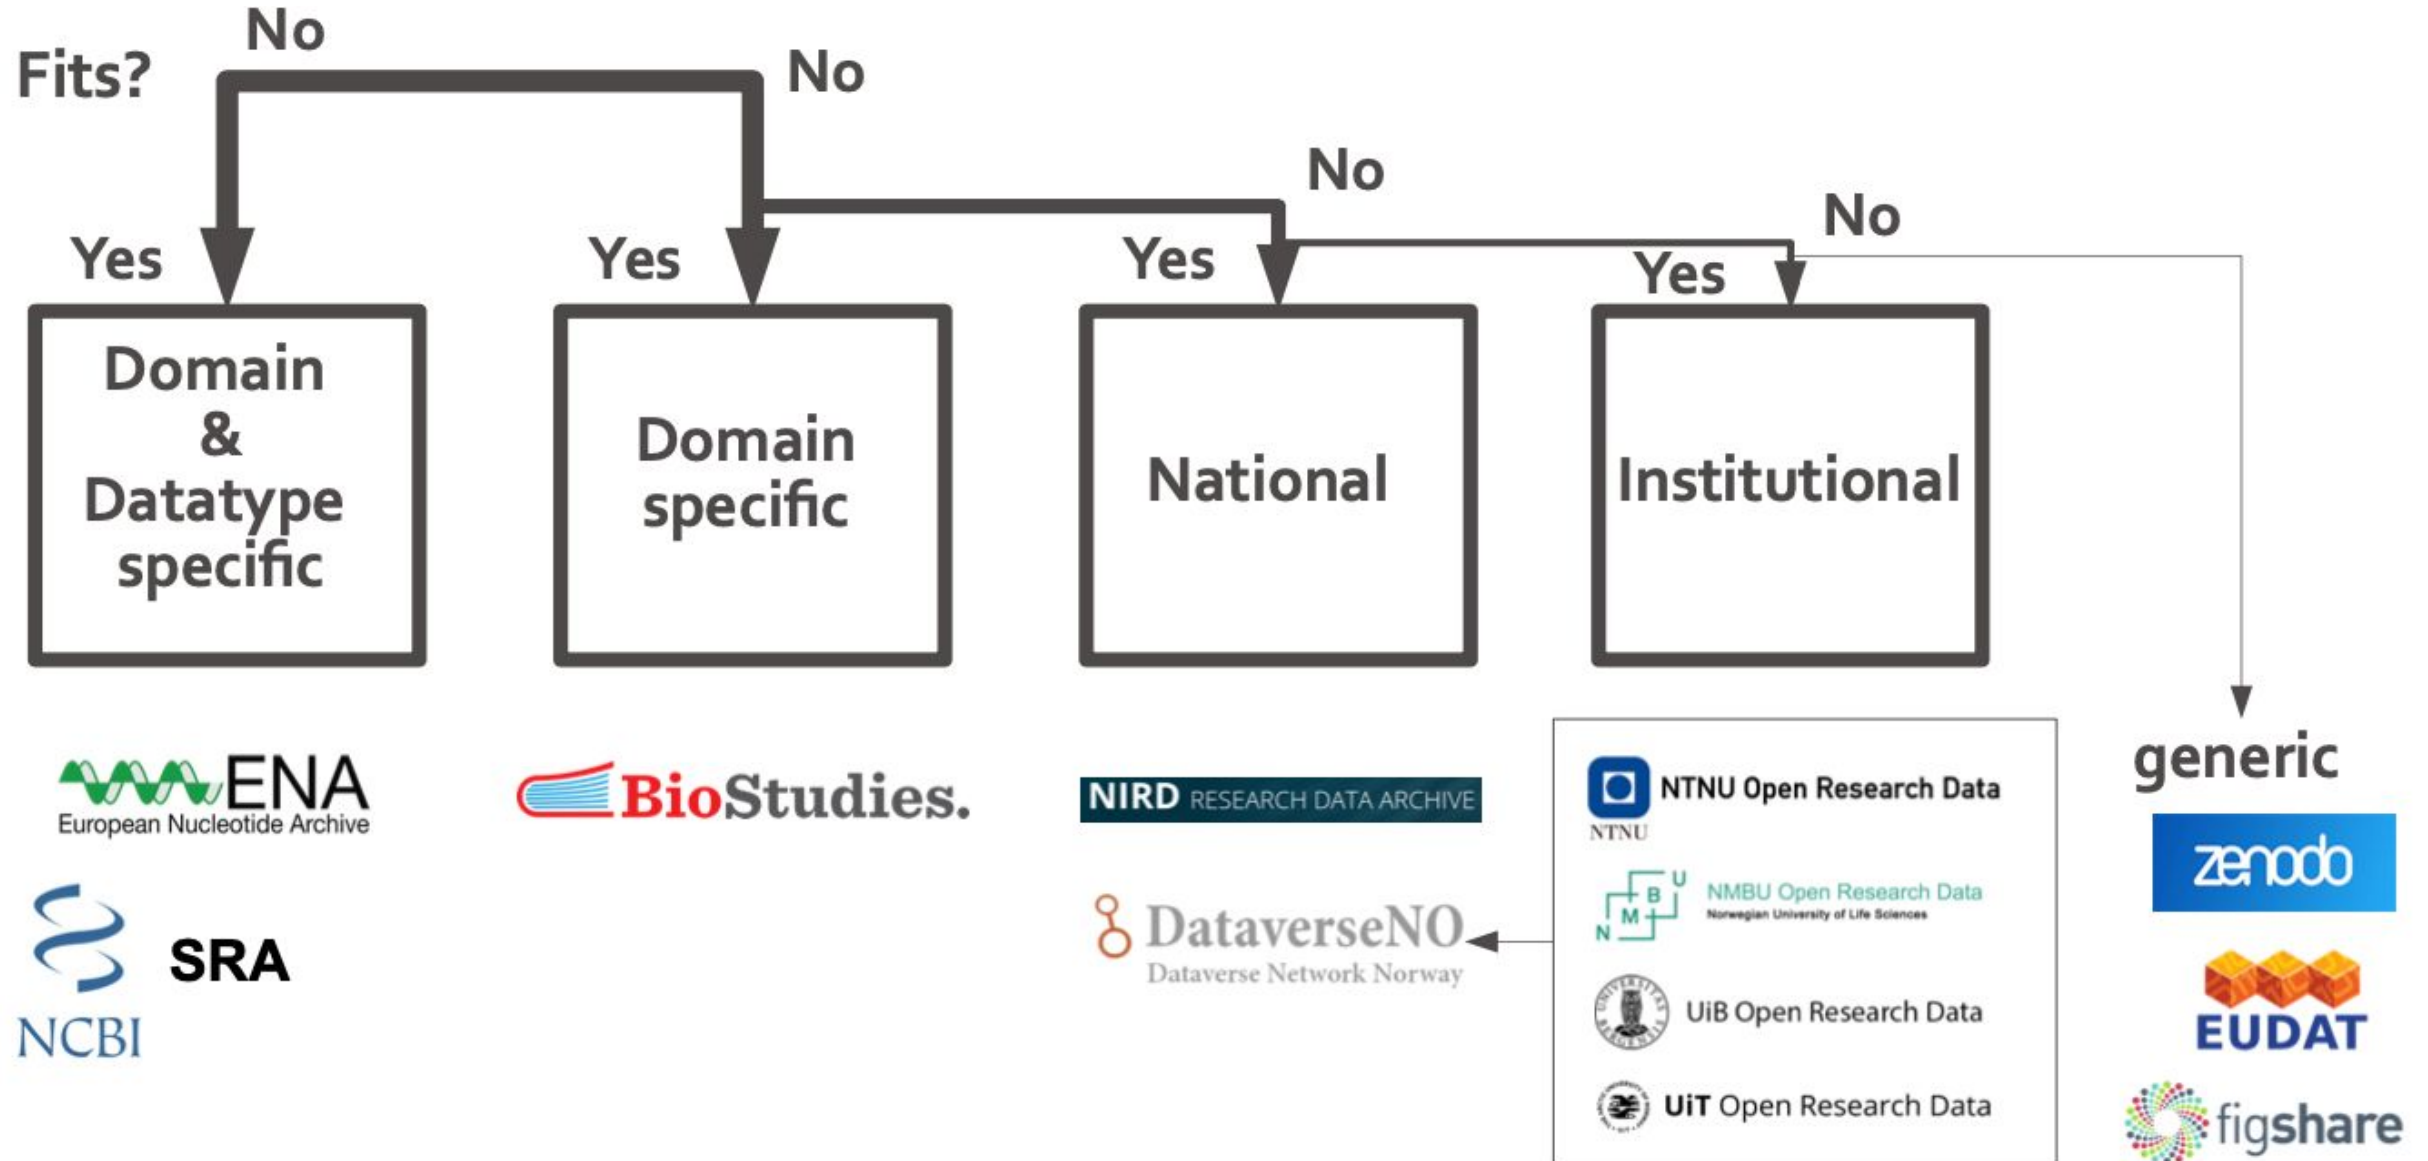 Fits?
No
No
No
No
Yes
Yes
Yes
Yes
Domain
&
Datatype
specific
Domain
specific
National
Institutional
generic
ENA
European Nucleotide Archive
NCBI
SRA
BioStudies.
NIRD RESEARCH DATA ARCHIVE
DataverseNO
Dataverse Network Norway
NTNU Open Research Data
NTNU
N M B U
NMBU Open Research Data
Norwegian University of Life Sciences
UiB Open Research Data
UiT Open Research Data
zenodo
EUDAT
figshare